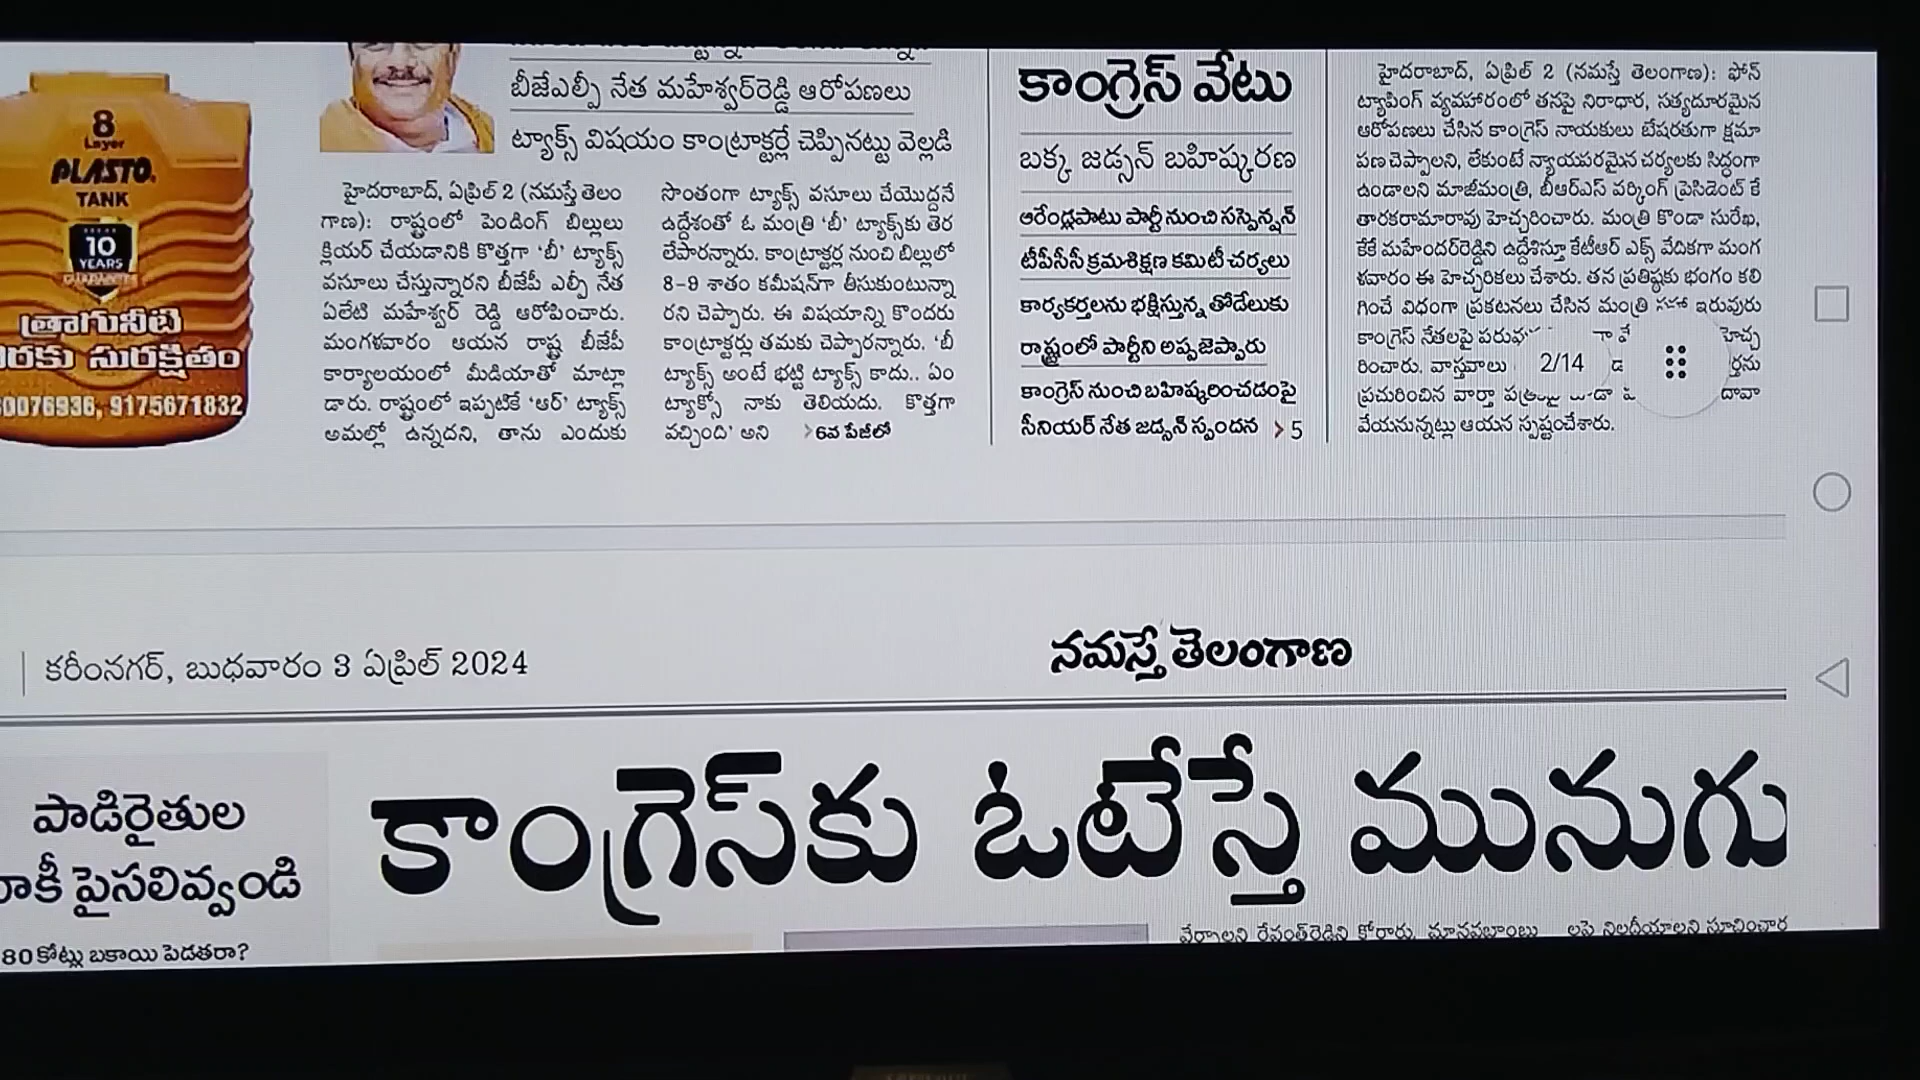 8
Layer
PLASTO
TANK
10
YEARS
GUARANTEE
త్రాగునీటి
కు సురక్షితం
0076936, 9175671832
బీజేఎల్పీ నేత మహేశ్వర్‌రెడ్డి ఆరోపణలు
ట్యాక్స్ విషయం కాంట్రాక్టర్లే చెప్పినట్టు వెల్లడి
హైదరాబాద్, ఏప్రిల్ 2 (నమస్తే తెలం
గాణ): రాష్ట్రంలో పెండింగ్ బిల్లులు
క్లియర్ చేయడానికి కొత్తగా ‘బీ’ ట్యాక్స్
వసూలు చేస్తున్నారని బీజేపీ ఎల్పీ నేత
ఏలేటి మహేశ్వర్ రెడ్డి ఆరోపించారు.
మంగళవారం ఆయన రాష్ట్ర బీజేపీ
కార్యాలయంలో మీడియాతో మాట్లా
డారు. రాష్ట్రంలో ఇప్పటికే ‘ఆర్’ ట్యాక్స్
అమల్లో ఉన్నదని, తాను ఎందుకు
సొంతంగా ట్యాక్స్ వసూలు చేయొద్దనే
ఉద్దేశంతో ఓ మంత్రి ‘బీ’ ట్యాక్స్‌కు తెర
లేపారన్నారు. కాంట్రాక్టర్ల నుంచి బిల్లులో
8-9 శాతం కమీషన్‌గా తీసుకుంటున్నా
రని చెప్పారు. ఈ విషయాన్ని కొందరు
కాంట్రాక్టర్లు తమకు చెప్పారన్నారు. ‘బీ
ట్యాక్స్ అంటే భట్టి ట్యాక్స్ కాదు.. ఏం
ట్యాక్సో నాకు తెలియదు. కొత్తగా
వచ్చింది’ అని >6వ పేజీలో
కాంగ్రెస్ వేటు
బక్క జడ్సన్ బహిష్కరణ
ఆరేండ్లపాటు పార్టీ నుంచి సస్పెన్షన్
టీపీసీసీ క్రమశిక్షణ కమిటీ చర్యలు
కార్యకర్తలను భక్షిస్తున్న తోడేలుకు
రాష్ట్రంలో పార్టీని అప్పజెప్పారు
కాంగ్రెస్ నుంచి బహిష్కరించడంపై
సీనియర్ నేత జడ్సన్ స్పందన >5
హైదరాబాద్, ఏప్రిల్ 2 (నమస్తే తెలంగాణ): ఫోన్
ట్యాపింగ్ వ్యవహారంలో తనపై నిరాధార, సత్యదూరమైన
ఆరోపణలు చేసిన కాంగ్రెస్ నాయకులు బేషరతుగా క్షమా
పణ చెప్పాలని, లేకుంటే న్యాయపరమైన చర్యలకు సిద్ధంగా
ఉండాలని మాజీమంత్రి, బీఆర్ఎస్ వర్కింగ్ ప్రెసిడెంట్ కే
తారకరామారావు హెచ్చరించారు. మంత్రి కొండా సురేఖ,
కేకే మహేందర్‌రెడ్డిని ఉద్దేశిస్తూ కేటీఆర్ ఎక్స్ వేదికగా మంగ
ళవారం ఈ హెచ్చరికలు చేశారు. తన ప్రతిష్ఠకు భంగం కలి
గించే విధంగా ప్రకటనలు చేసిన మంత్రి సహా ఇరువురు
కాంగ్రెస్ నేతలపై
రించారు. వాస్తవాలు
ప్రచురించిన వార్తా
వేయనున్నట్లు ఆయన స్పష్టంచేశారు.
2/14
కరీంనగర్, బుధవారం 3 ఏప్రిల్ 2024
నమస్తే తెలంగాణ
పాడిరైతుల
కీ పైసలివ్వండి
80 కోట్లు బకాయి పెడతరా?
కాంగ్రెస్‌కు ఓటేస్తే మునుగు